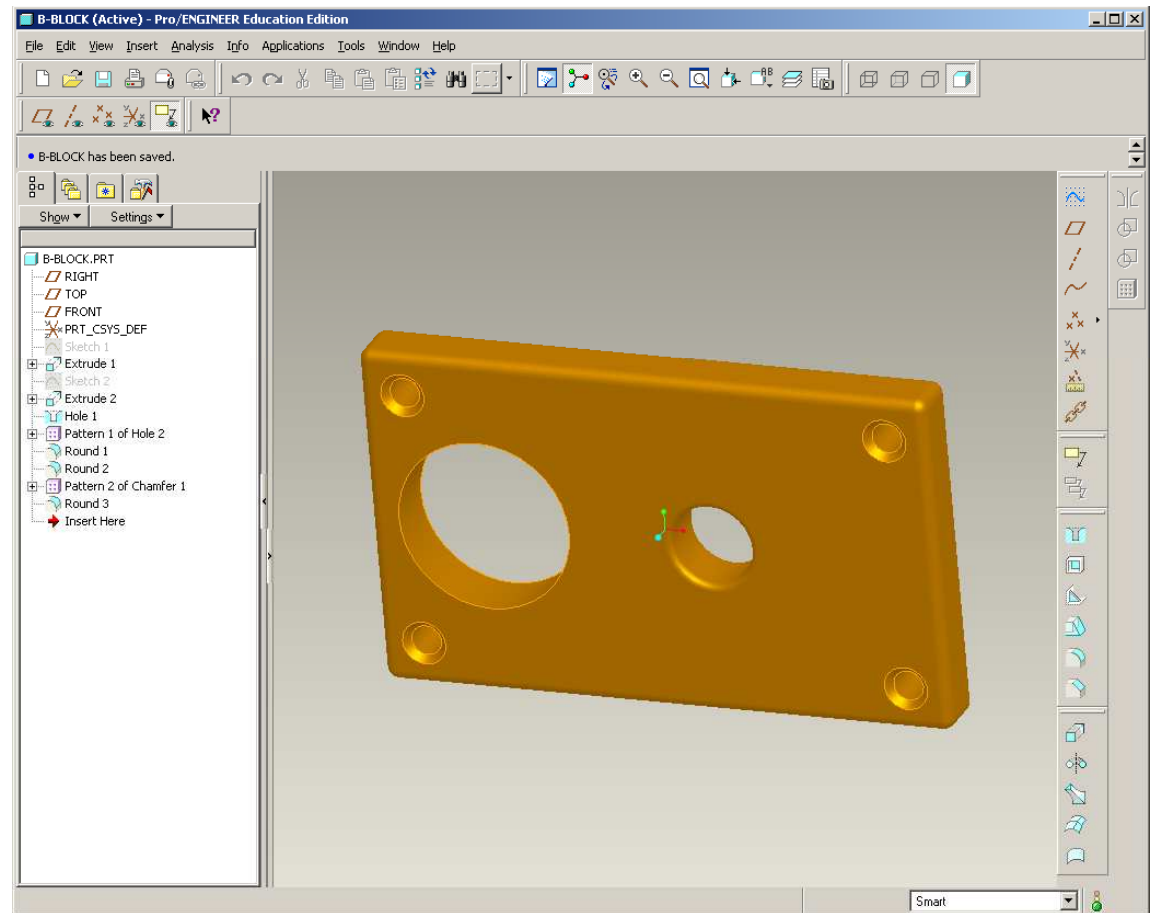 B-BLOCK (Active) - Pro/ENGINEER Education Edition
File Edit View Insert Analysis Info Applications Tools Window Help
B-BLOCK has been saved.
Show Settings
B-BLOCK.PRT
RIGHT
TOP
FRONT
PRT_CSYS_DEF
Sketch 1
Extrude 1
Sketch 2
Extrude 2
Hole 1
Pattern 1 of Hole 2
Round 1
Round 2
Pattern 2 of Chamfer 1
Round 3
Insert Here
Smart